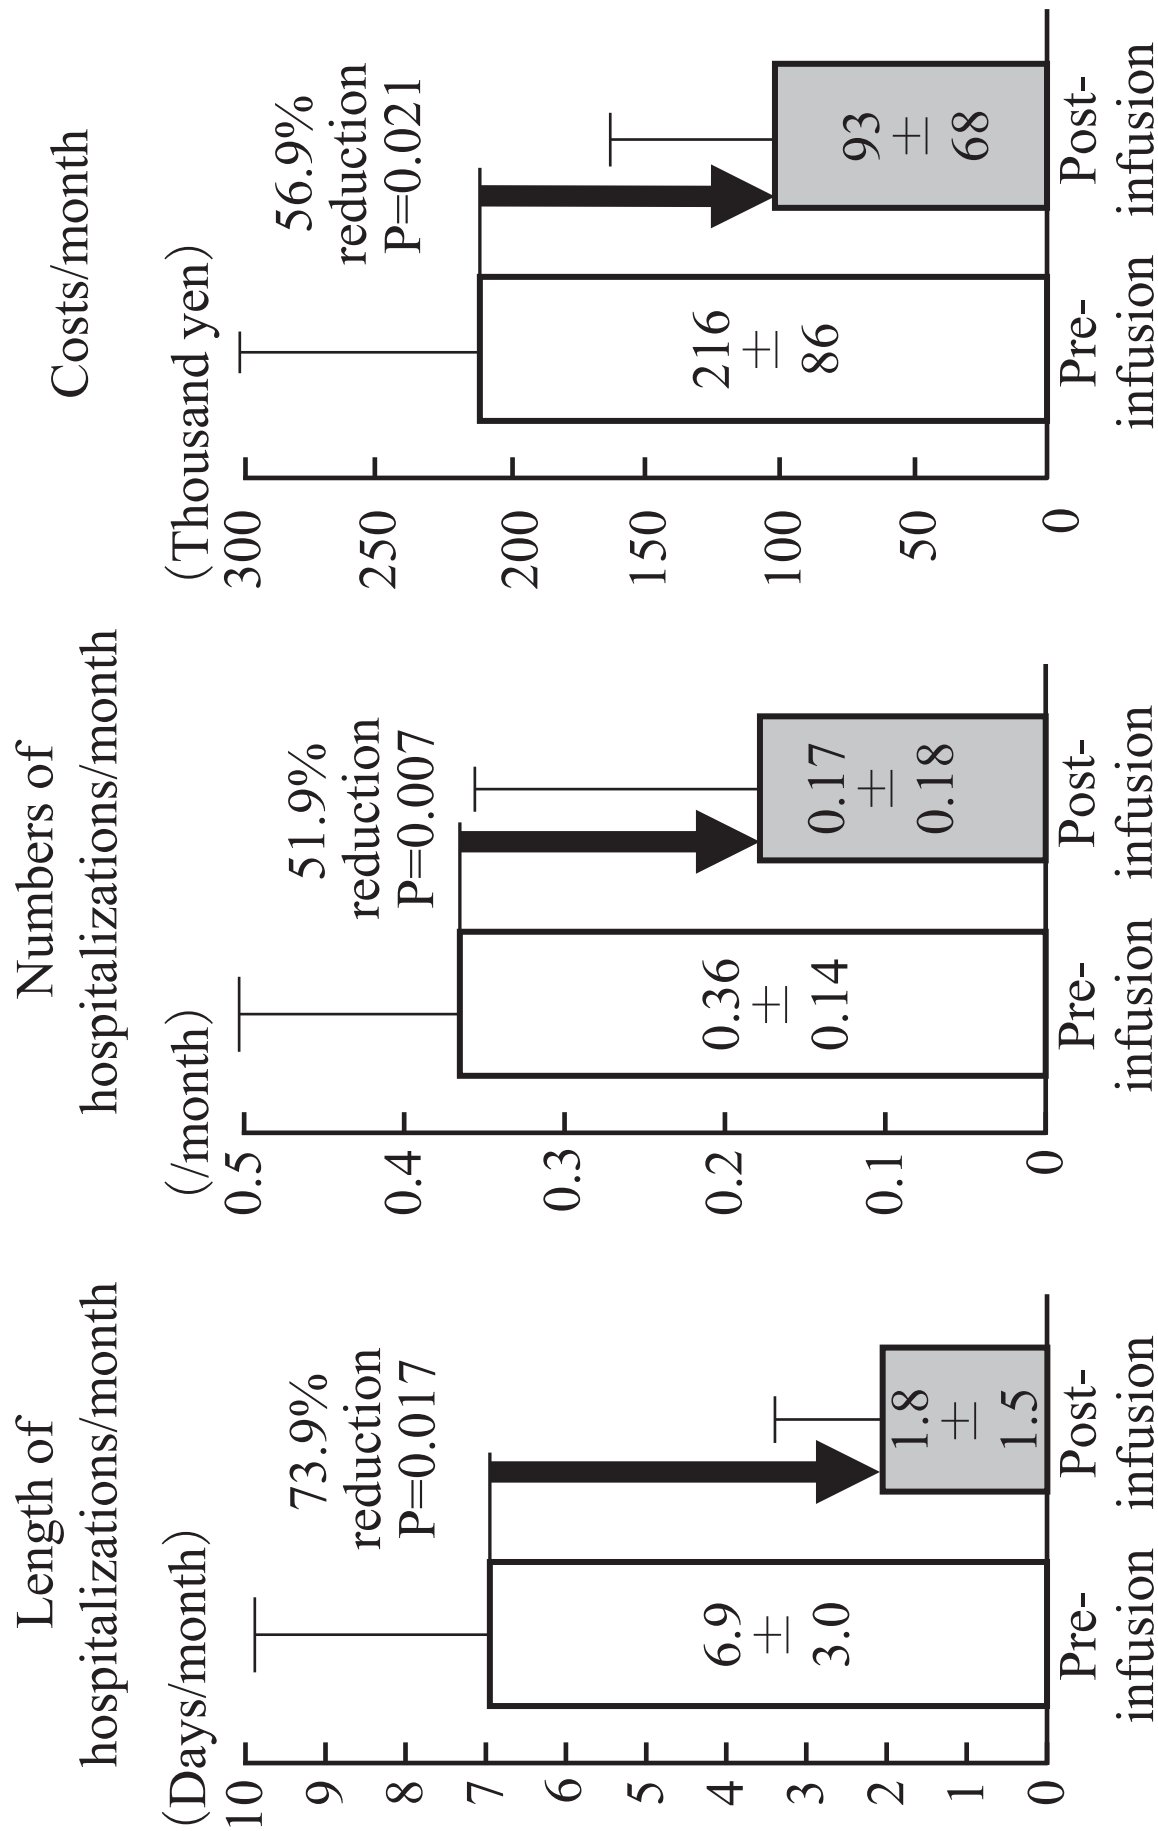 Length of
hospitalizations/month
(Days/month)
10
9
8
7
6
5
4
3
2
1
0
73.9%
reduction
P=0.017
6.9
±
3.0
1.8
±
1.5
Pre-
infusion
Post-
infusion
Numbers of
hospitalizations/month
(/month)
0.5
0.4
0.3
0.2
0.1
0
51.9%
reduction
P=0.007
0.36
±
0.14
0.17
±
0.18
Pre-
infusion
Post-
infusion
Costs/month
(Thousand yen)
300
250
200
150
100
50
0
56.9%
reduction
P=0.021
216
±
86
93
±
68
Pre-
infusion
Post-
infusion